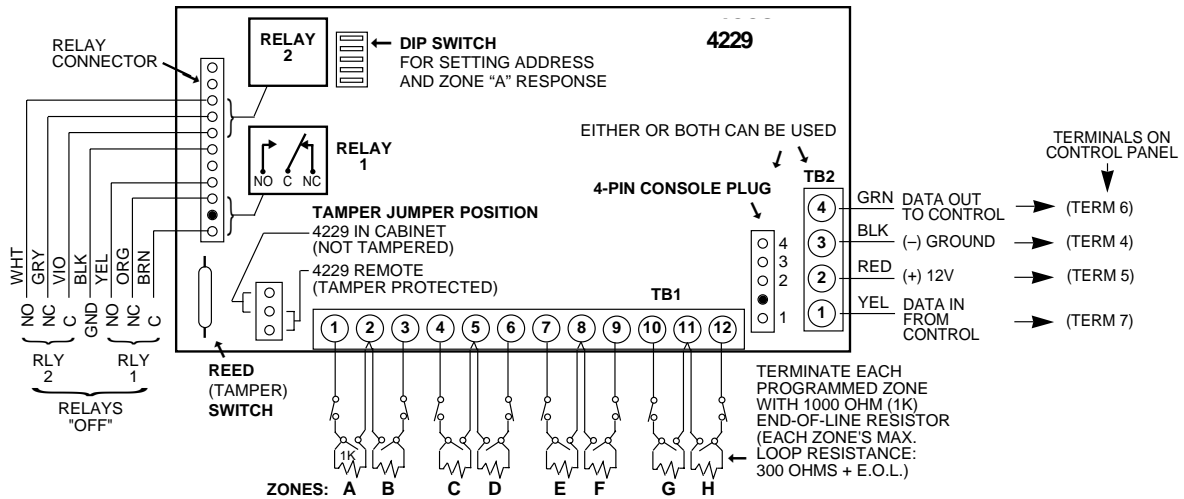 4229
RELAY
CONNECTOR
RELAY
2
DIP SWITCH
FOR SETTING ADDRESS
AND ZONE “A” RESPONSE
RELAY
1
NO C NC
EITHER OR BOTH CAN BE USED
TERMINALS ON
CONTROL PANEL
4-PIN CONSOLE PLUG
TB2
4 GRN DATA OUT TO CONTROL (TERM 6)
3 BLK (–) GROUND (TERM 4)
2 RED (+) 12V (TERM 5)
1 YEL DATA IN FROM CONTROL (TERM 7)
4
3
2
1
TAMPER JUMPER POSITION
4229 IN CABINET
(NOT TAMPERED)
4229 REMOTE
(TAMPER PROTECTED)
TB1
1 2 3 4 5 6 7 8 9 10 11 12
WHT GRY VIO BLK YEL ORG BRN
NO NC C GND NO NC C
RLY
2
RLY
1
RELAYS
"OFF"
REED
(TAMPER)
SWITCH
TERMINATE EACH
PROGRAMMED ZONE
WITH 1000 OHM (1K)
END-OF-LINE RESISTOR
(EACH ZONE'S MAX.
LOOP RESISTANCE:
300 OHMS + E.O.L.)
1K
ZONES: A B C D E F G H